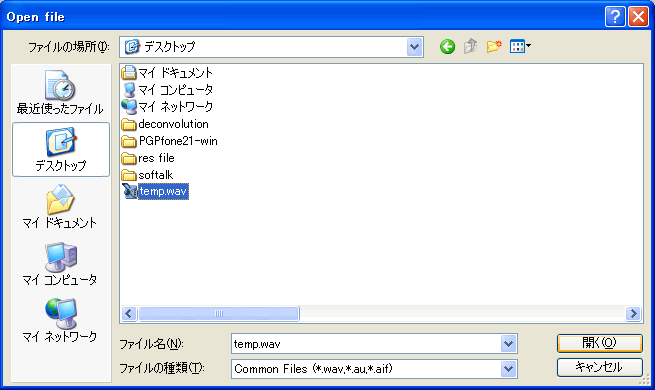 Open file
ファイルの場所(I):
デスクトップ
最近使ったファイル
デスクトップ
マイ ドキュメント
マイ コンピュータ
マイ ネットワーク
マイ ドキュメント
マイ コンピュータ
マイ ネットワーク
deconvolution
PGPfone21-win
res file
softalk
temp.wav
ファイル名(N):
temp.wav
開く(O)
ファイルの種類(T):
Common Files (*.wav,*.au,*.aif)
キャンセル